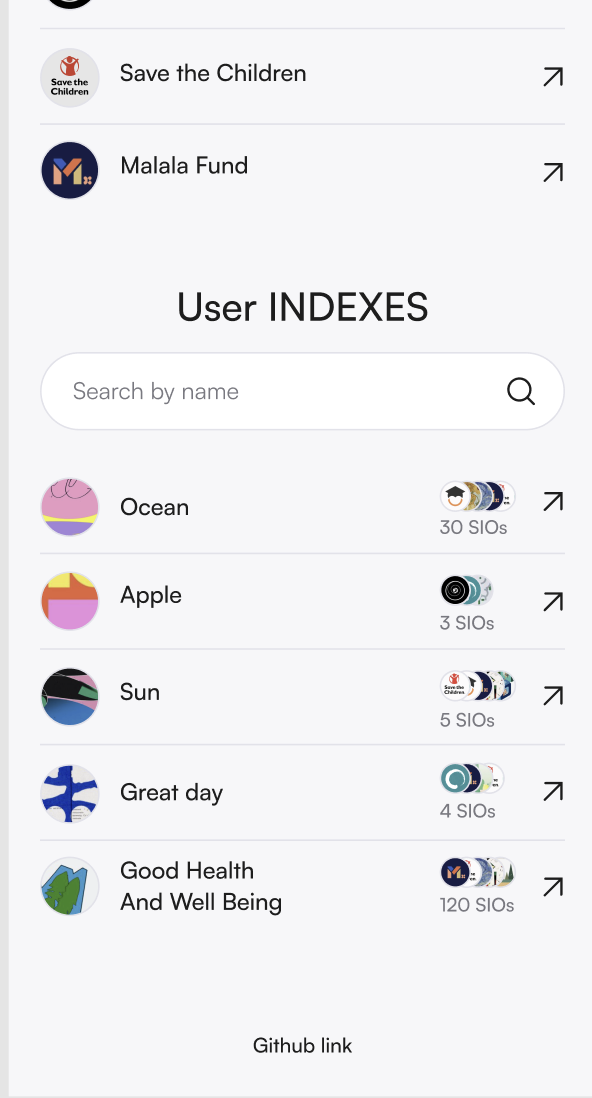 Save the
Children
Save the Children
Malala Fund
User INDEXES
Search by name
Ocean
30 SIOs
Apple
3 SIOs
Save the
Children
Sun
5 SIOs
Great day
4 SIOs
Good Health
And Well Being
120 SIOs
Github link